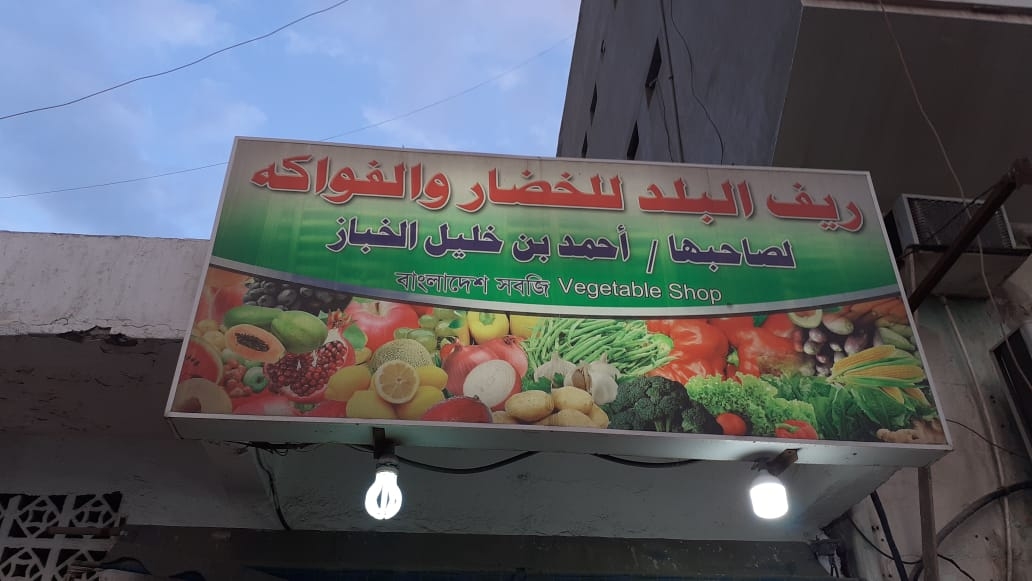 ريف البلد للخضار والفواكه
لصاحبها / أحمد بن خليل الخباز
বাংলাদেশ সবজি Vegetable Shop